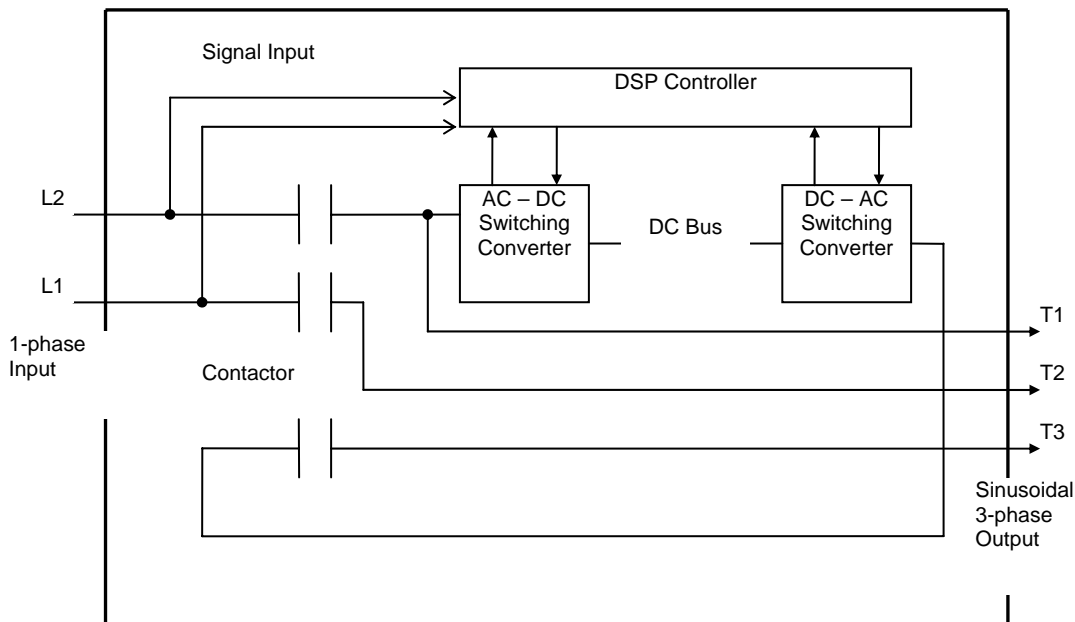 Signal Input
DSP Controller
L2
AC – DC
Switching
Converter
DC Bus
DC – AC
Switching
Converter
L1
T1
1-phase
Input
Contactor
T2
T3
Sinusoidal
3-phase
Output